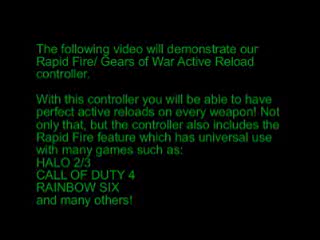 The following video will demonstrate our
Rapid Fire/ Gears of War Active Reload
controller.
With this controller you will be able to have
perfect active reloads on every weapon! Not
only that, but the controller also includes the
Rapid Fire feature which has universal use
with many games such as:
HALO 2/3
CALL OF DUTY 4
RAINBOW SIX
and many others!